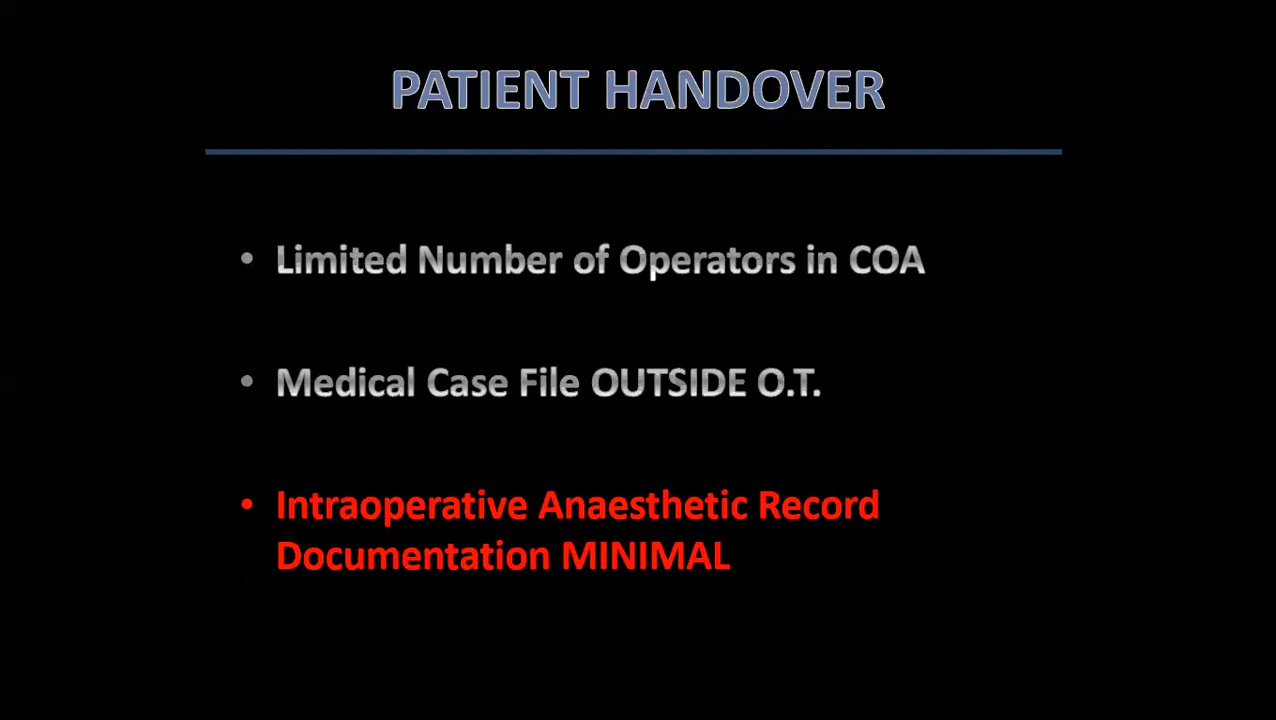 PATIENT HANDOVER
• Limited Number of Operators in COA
• Medical Case File OUTSIDE O.T.
• Intraoperative Anaesthetic Record
Documentation MINIMAL